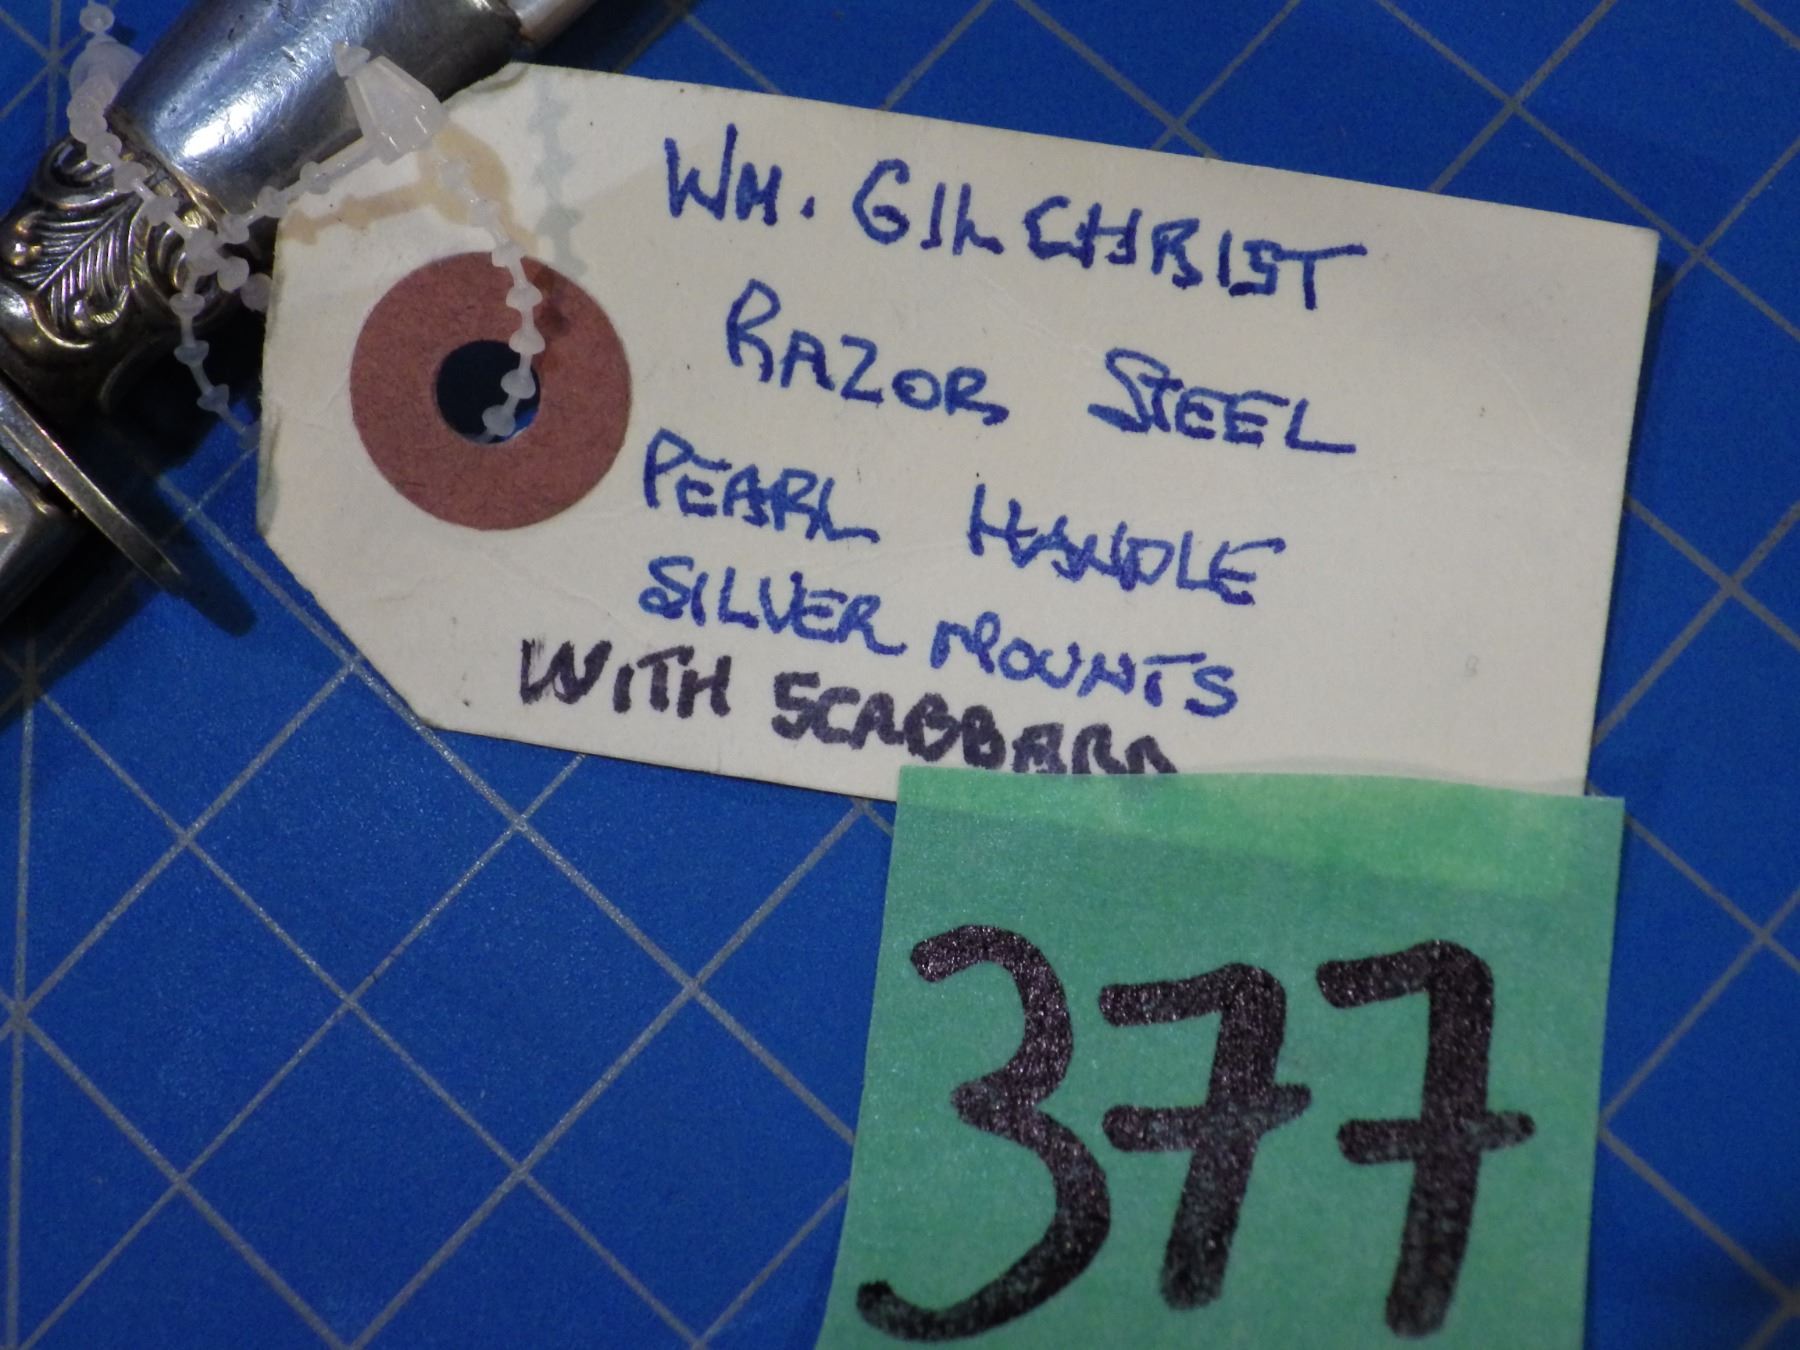 WM. GILCHRIST
RAZOR STEEL
PEARL HANDLE
SILVER MOUNTS
WITH SCABBARD
377